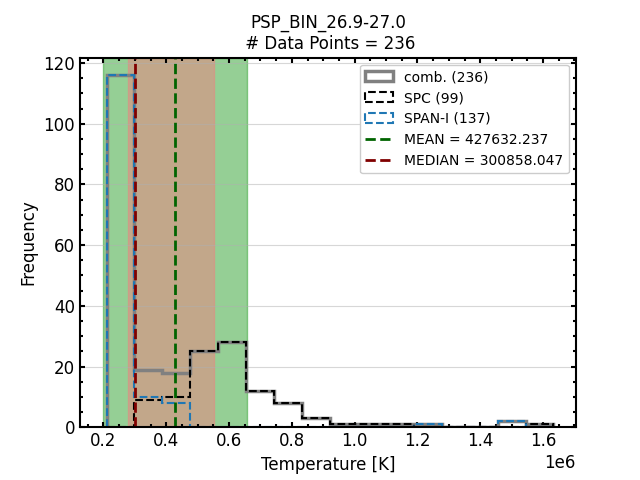 PSP_BIN_26.9-27.0
# Data Points = 236
120
100
80
60
40
20
0
Frequency
comb. (236)
SPC (99)
SPAN-I (137)
MEAN = 427632.237
MEDIAN = 300858.047
0.2 0.4 0.6 0.8 1.0 1.2 1.4 1.6
1e6
Temperature [K]